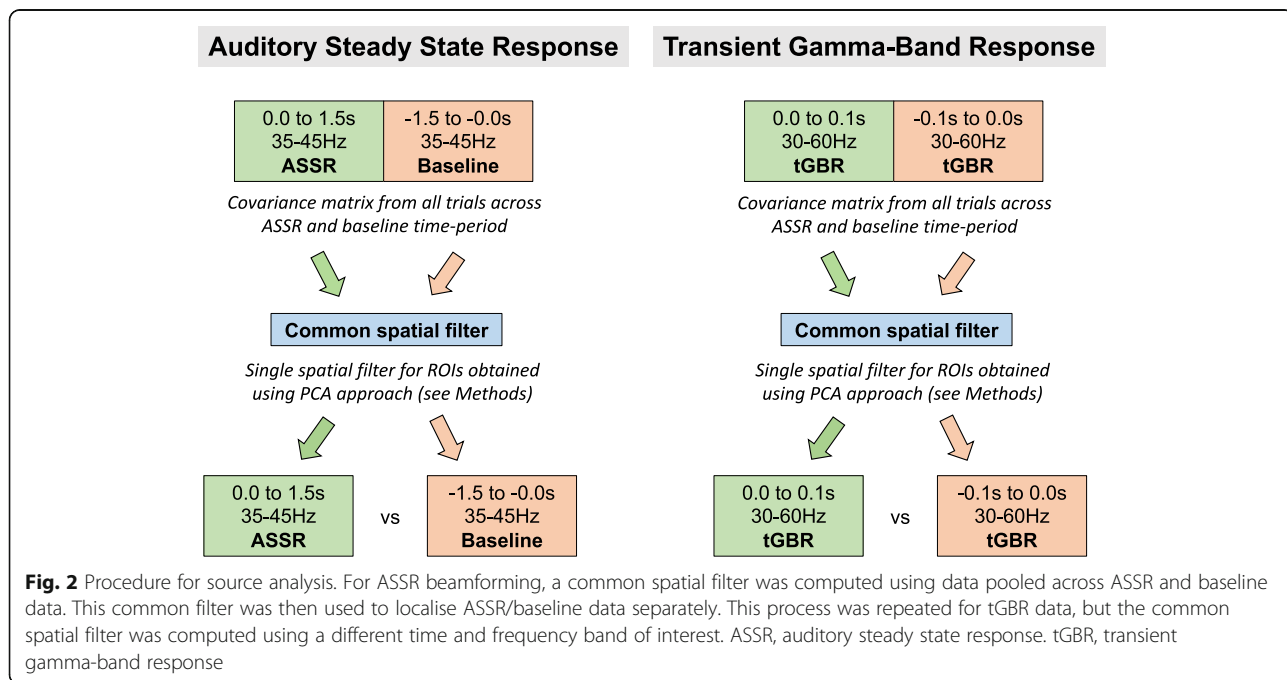 Auditory Steady State Response
Transient Gamma-Band Response
0.0 to 1.5s
35-45Hz
ASSR
-1.5 to -0.0s
35-45Hz
Baseline
Covariance matrix from all trials across
ASSR and baseline time-period
Common spatial filter
Single spatial filter for ROIs obtained
using PCA approach (see Methods)
0.0 to 1.5s
35-45Hz
ASSR
vs
-1.5 to -0.0s
35-45Hz
Baseline
0.0 to 0.1s
30-60Hz
tGBR
-0.1s to 0.0s
30-60Hz
tGBR
Covariance matrix from all trials across
ASSR and baseline time-period
Common spatial filter
Single spatial filter for ROIs obtained
using PCA approach (see Methods)
0.0 to 0.1s
30-60Hz
tGBR
vs
-0.1s to 0.0s
30-60Hz
tGBR
Fig. 2 Procedure for source analysis. For ASSR beamforming, a common spatial filter was computed using data pooled across ASSR and baseline
data. This common filter was then used to localise ASSR/baseline data separately. This process was repeated for tGBR data, but the common
spatial filter was computed using a different time and frequency band of interest. ASSR, auditory steady state response. tGBR, transient
gamma-band response